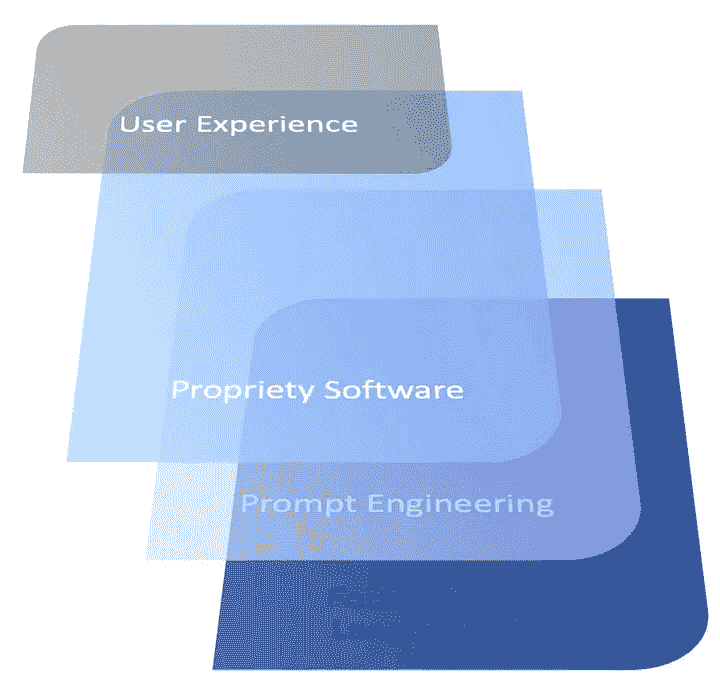 User Experience
Propriety Software
Prompt Engineering